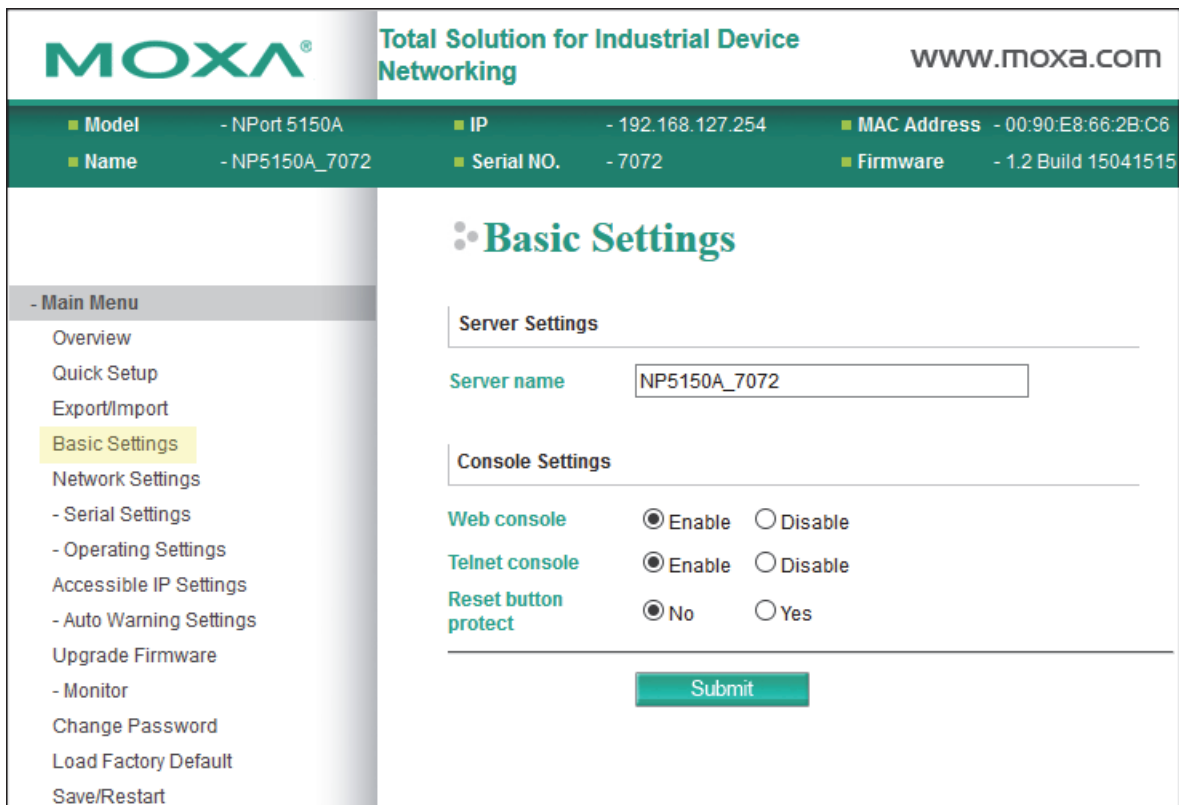 MOXA®
Total Solution for Industrial Device
Networking
www.moxa.com
Model - NPort 5150A IP - 192.168.127.254 MAC Address - 00:90:E8:66:2B:C6
Name - NP5150A_7072 Serial NO. - 7072 Firmware - 1.2 Build 15041515
- Main Menu
Overview
Quick Setup
Export/Import
Basic Settings
Network Settings
- Serial Settings
- Operating Settings
Accessible IP Settings
- Auto Warning Settings
Upgrade Firmware
- Monitor
Change Password
Load Factory Default
Save/Restart
Basic Settings
Server Settings
Server name NP5150A_7072
Console Settings
Web console Enable Disable
Telnet console Enable Disable
Reset button
protect No Yes
Submit